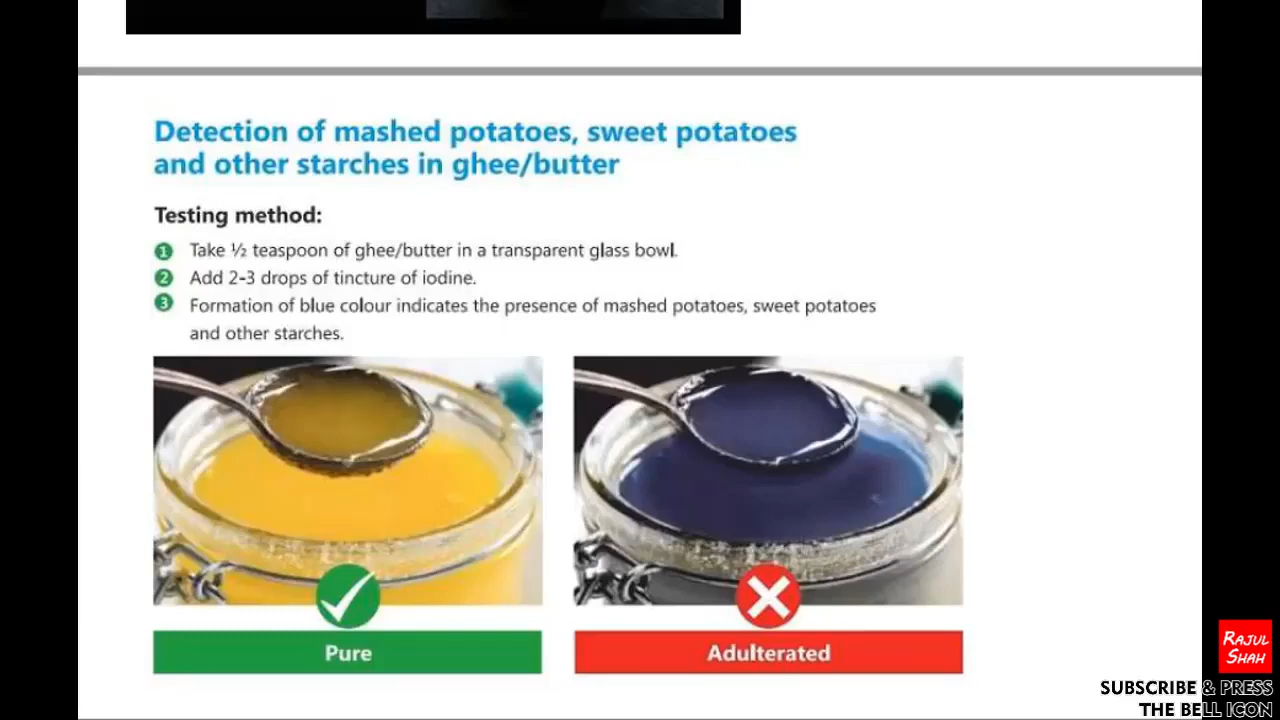 Detection of mashed potatoes, sweet potatoes
and other starches in ghee/butter
Testing method:
1 Take ½ teaspoon of ghee/butter in a transparent glass bowl.
2 Add 2-3 drops of tincture of iodine.
3 Formation of blue colour indicates the presence of mashed potatoes, sweet potatoes
and other starches.
Pure
Adulterated
RAJUL
SHAH
SUBSCRIBE & PRESS
THE BELL ICON